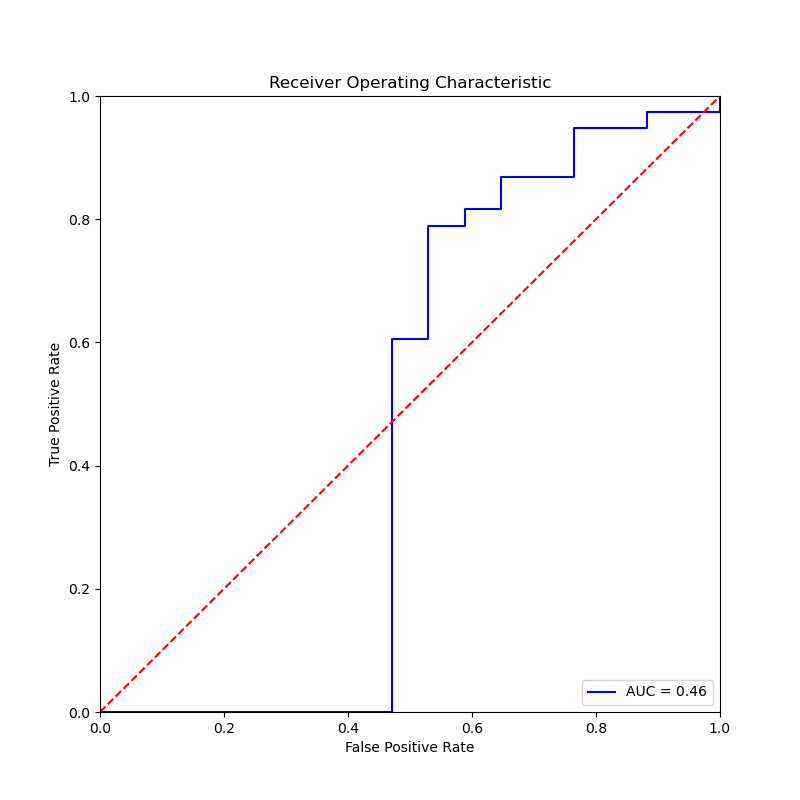 Receiver Operating Characteristic
1.0
0.8
0.6
0.4
0.2
0.0
True Positive Rate
AUC = 0.46
0.0 0.2 0.4 0.6 0.8 1.0
False Positive Rate